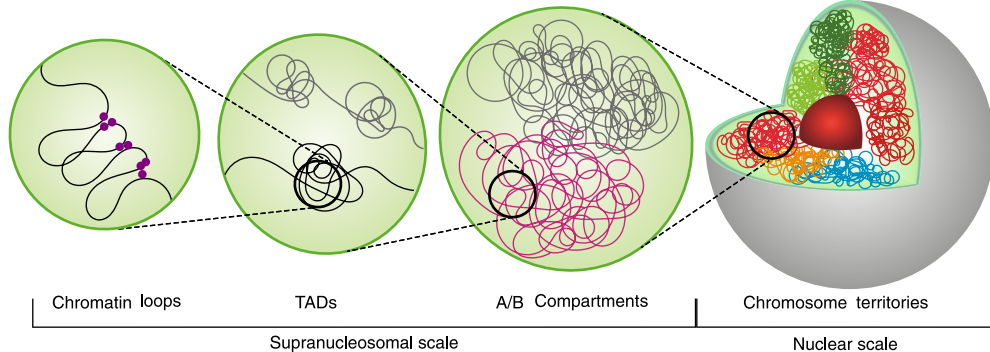 Chromatin loops
TADs
A/B Compartments
Chromosome territories
Supranucleosomal scale
Nuclear scale